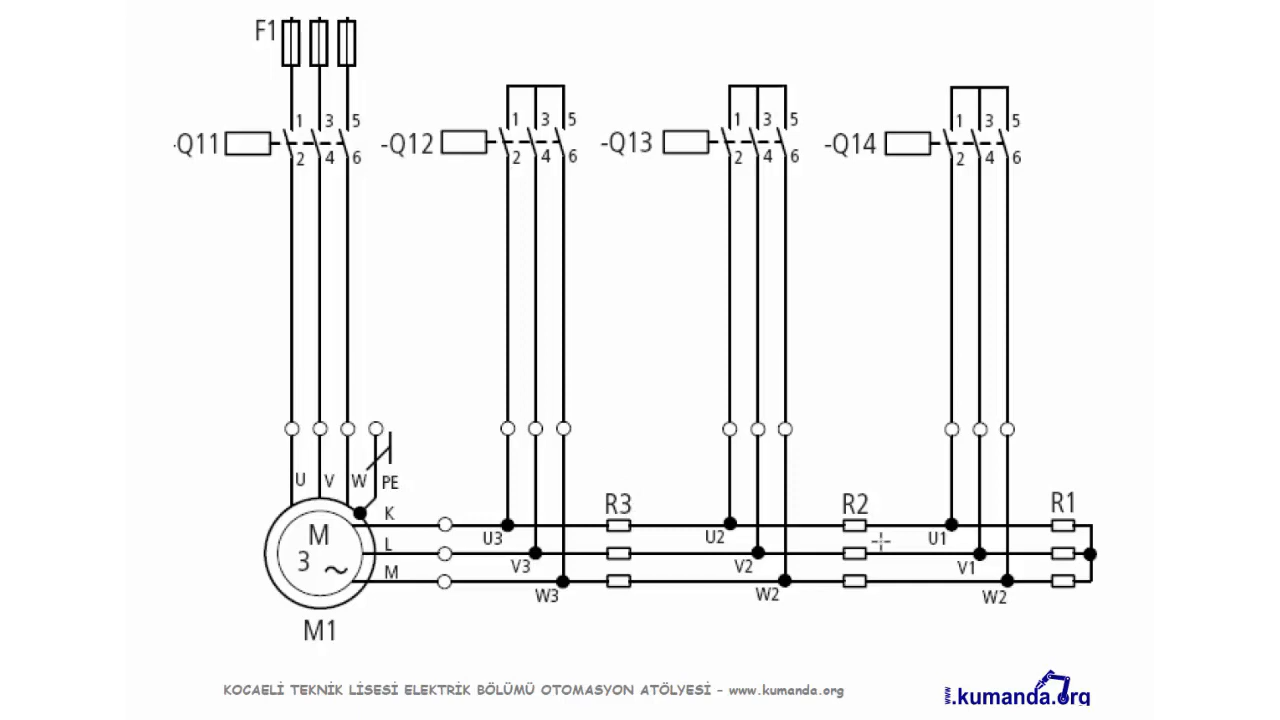 F1
1 3 5
1 3 5
1 3 5
1 3 5
-Q11
-Q12
-Q13
-Q14
2 4 6
2 4 6
2 4 6
2 4 6
U V W PE
K
R3
R2
R1
M
3 ~
U3
U2
U1
L
V3
V2
V1
M
W3
W2
W2
M1
KOCAELİ TEKNİK LİSESİ ELEKTRİK BÖLÜMÜ OTOMASYON ATÖLYESİ - www.kumanda.org
www.kumanda.org